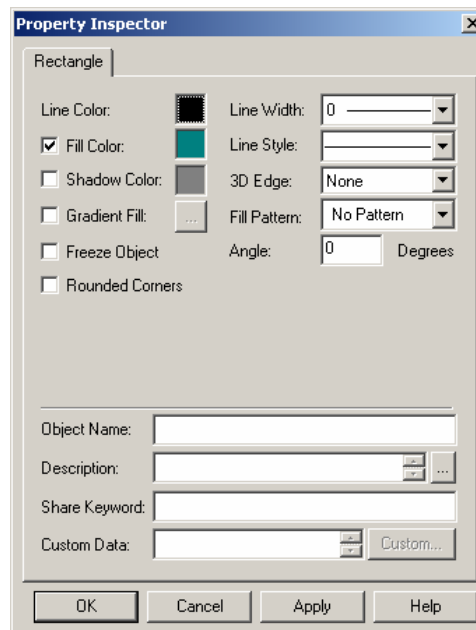 Property Inspector
Rectangle
Line Color: Line Width: 0
Fill Color: Line Style:
Shadow Color: 3D Edge: None
Gradient Fill: ... Fill Pattern: No Pattern
Freeze Object Angle: 0 Degrees
Rounded Corners
Object Name:
Description: ...
Share Keyword:
Custom Data: Custom...
OK Cancel Apply Help